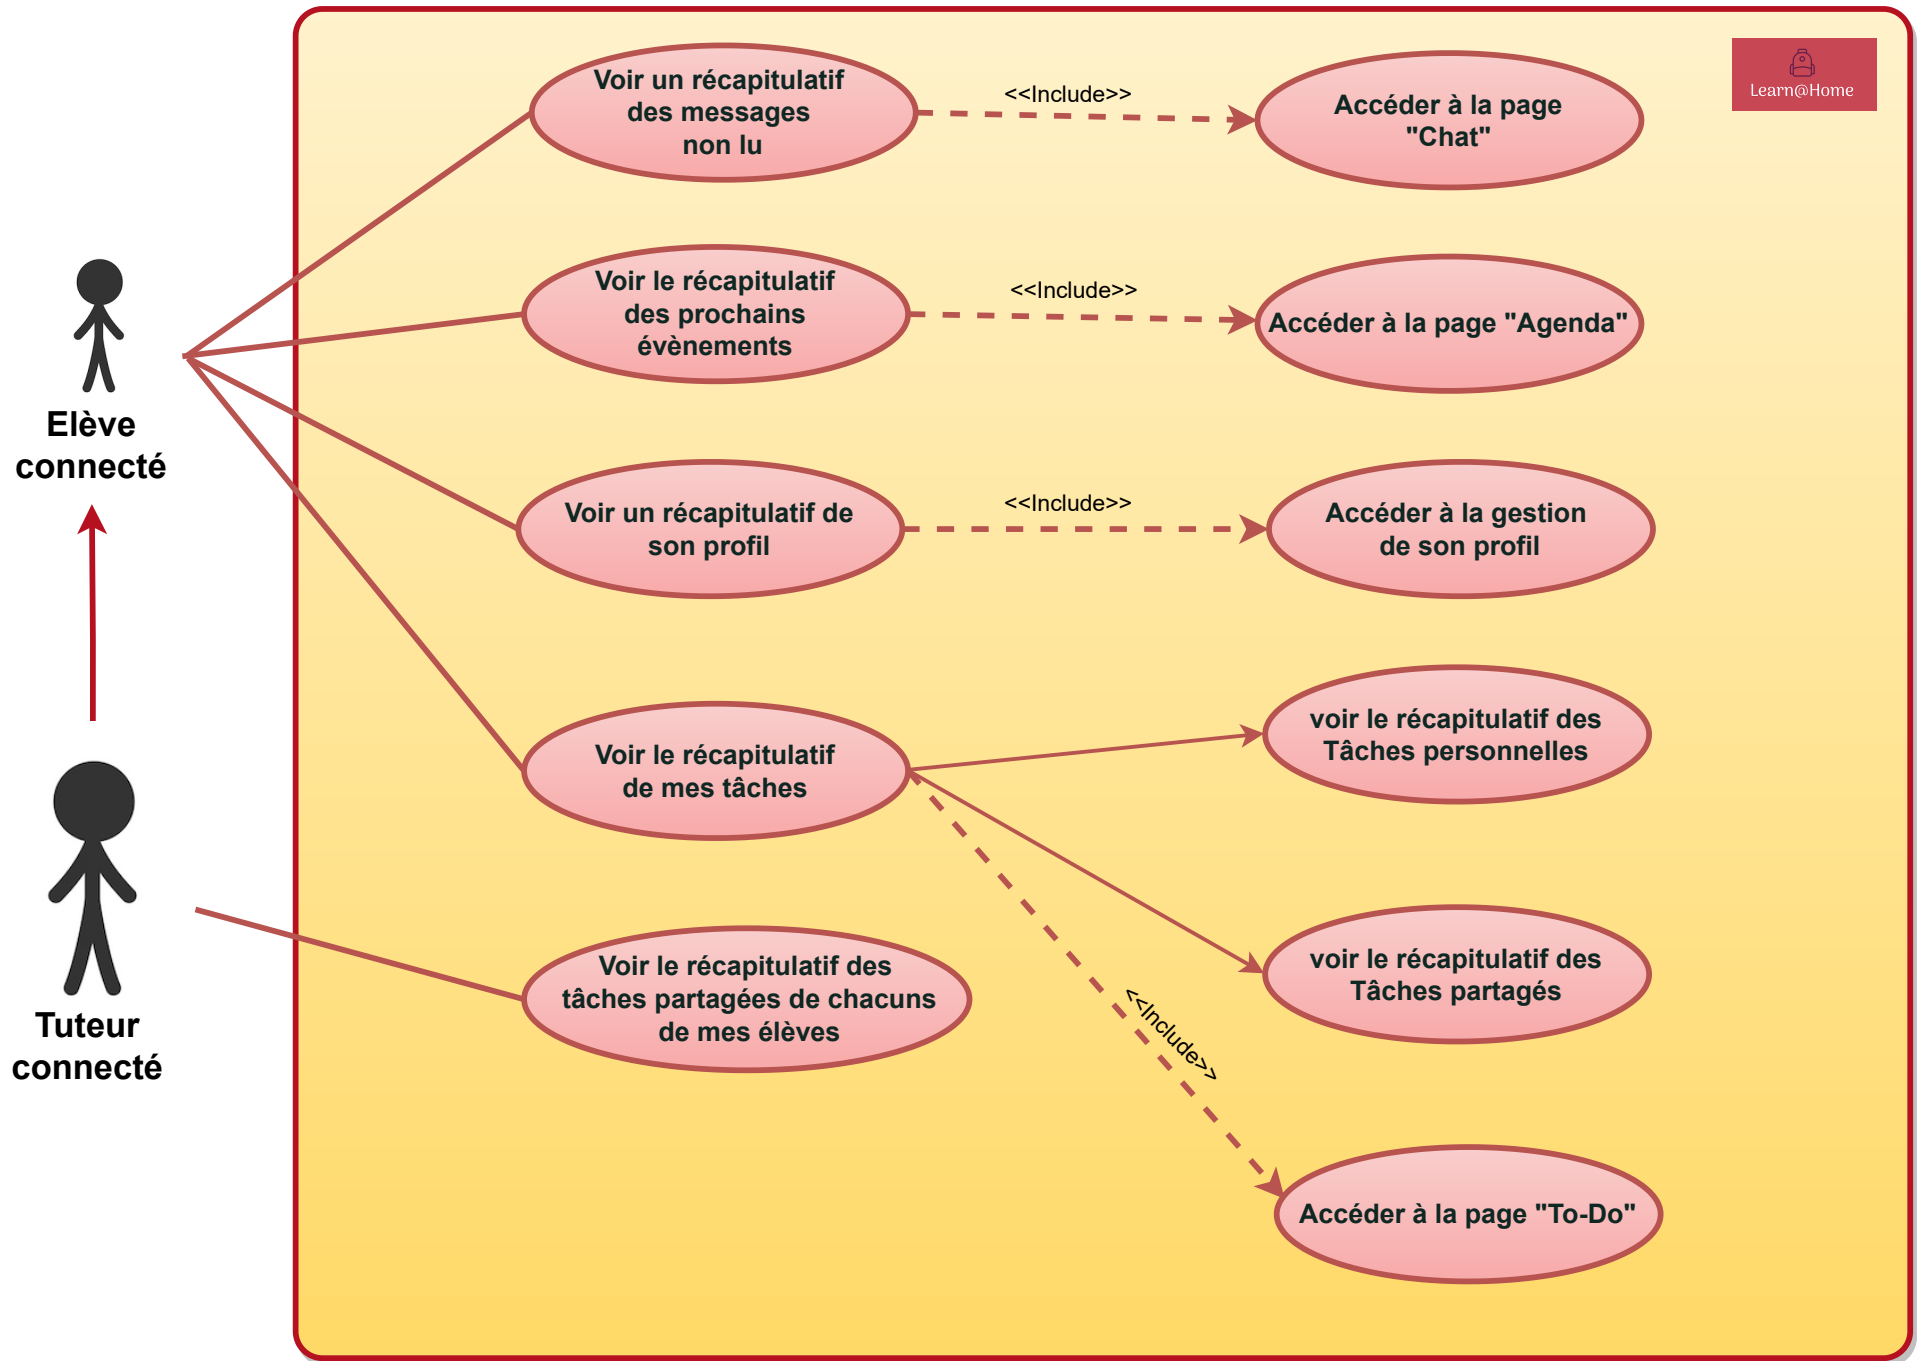 Learn@Home
Voir un récapitulatif
des messages
non lu
<<Include>>
Accéder à la page
"Chat"
Voir le récapitulatif
des prochains
évènements
<<Include>>
Accéder à la page "Agenda"
Elève
connecté
Voir un récapitulatif de
son profil
<<Include>>
Accéder à la gestion
de son profil
Voir le récapitulatif
de mes tâches
voir le récapitulatif des
Tâches personnelles
voir le récapitulatif des
Tâches partagés
<<Include>>
Accéder à la page "To-Do"
Tuteur
connecté
Voir le récapitulatif des
tâches partagées de chacuns
de mes élèves